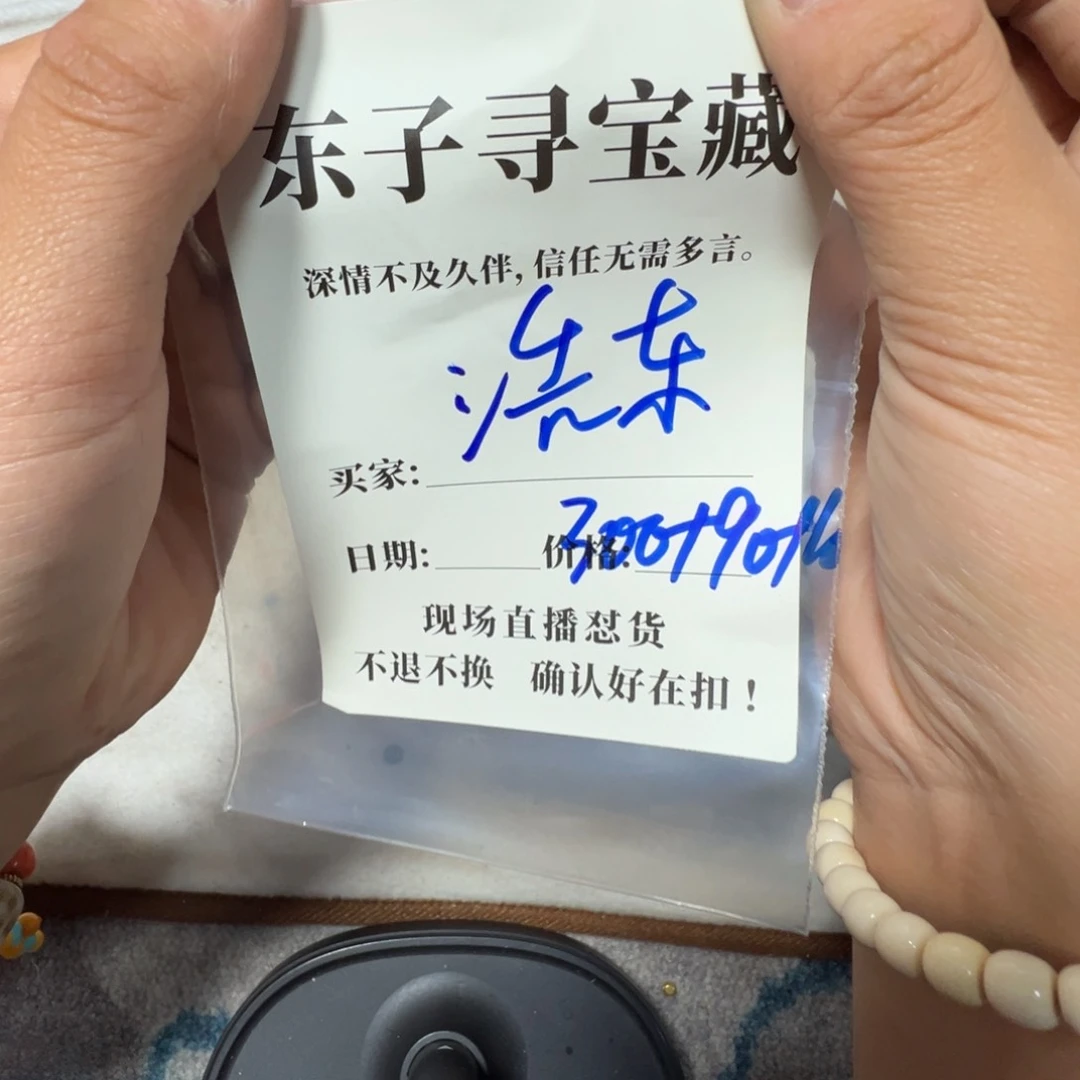 东子寻宝藏
深情不及久伴，信任无需多言。
浩东
买家：
日期： 价格： 300+90+
现场直播怼货
不退不换 确认好在扣！